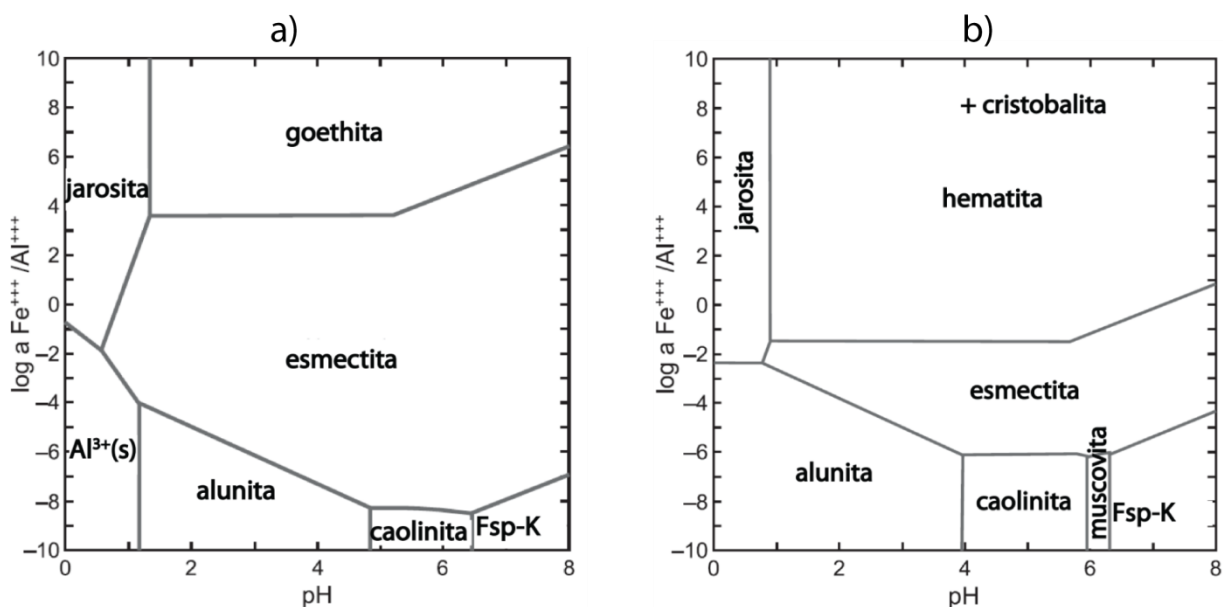 a)
10
8
6
4
2
0
−2
−4
−6
−8
−10
log a Fe⁺⁺⁺ /Al⁺⁺⁺
goethita
jarosita
esmectita
Al³⁺(s)
alunita
caolinita
Fsp-K
0
2
4
6
8
pH
b)
10
8
6
4
2
0
−2
−4
−6
−8
−10
log a Fe⁺⁺⁺ /Al⁺⁺⁺
+ cristobalita
jarosita
hematita
esmectita
alunita
caolinita
muscovita
Fsp-K
0
2
4
6
8
pH